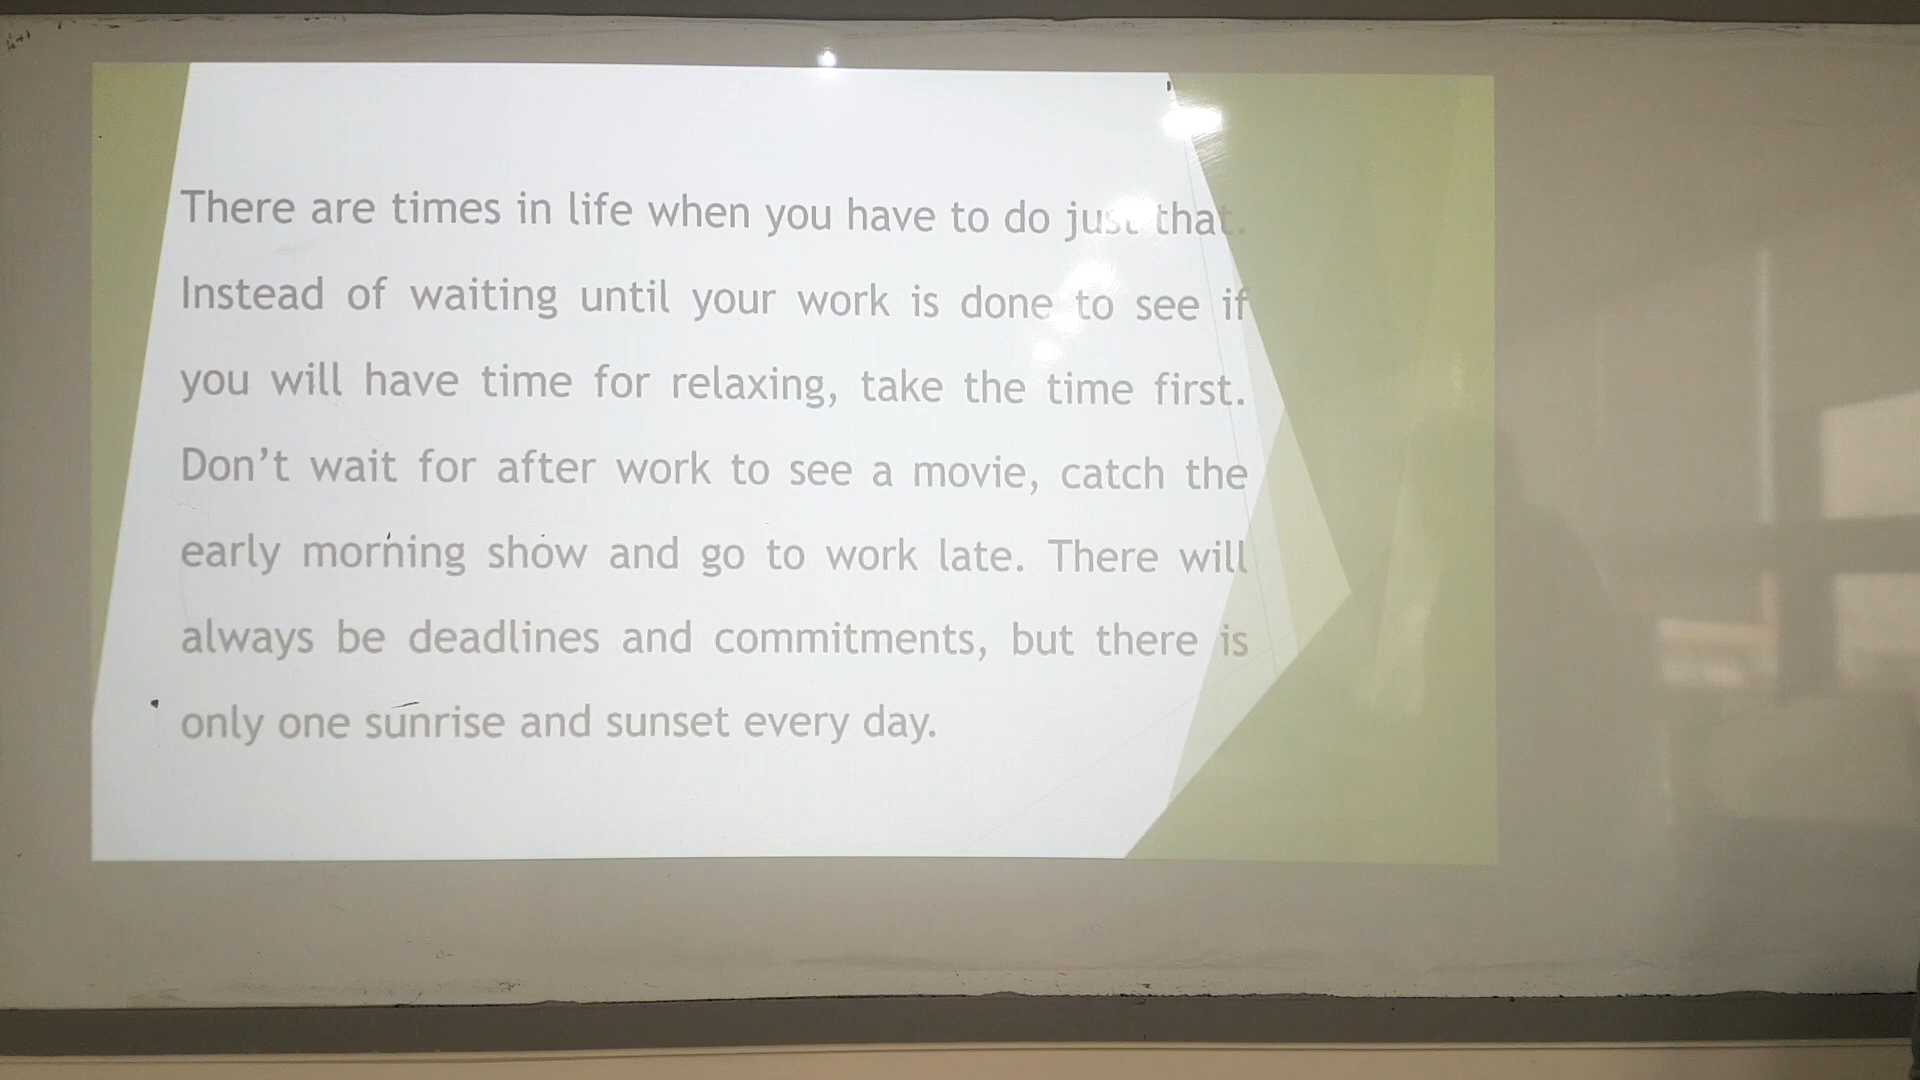 There are times in life when you have to do just that.
Instead of waiting until your work is done to see if
you will have time for relaxing, take the time first.
Don’t wait for after work to see a movie, catch the
early morning show and go to work late. There will
always be deadlines and commitments, but there is
only one sunrise and sunset every day.